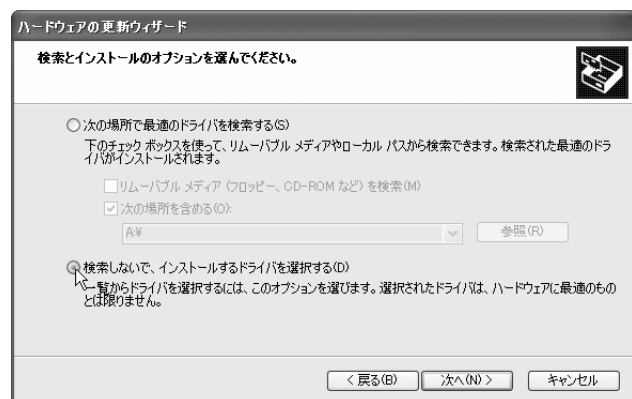 ハードウェアの更新ウィザード
検索とインストールのオプションを選んでください。
次の場所で最適のドライバを検索する(S)
下のチェック ボックスを使って、リムーバブル メディアやローカル パスから検索できます。検索された最適のドラ
イバがインストールされます。
リムーバブル メディア (フロッピー、CD-ROM など) を検索(M)
次の場所を含める(O):
A:¥
参照(R)
検索しないで、インストールするドライバを選択する(D)
一覧からドライバを選択するには、このオプションを選びます。選択されたドライバは、ハードウェアに最適のもの
とは限りません。
< 戻る(B) 次へ(N) > キャンセル